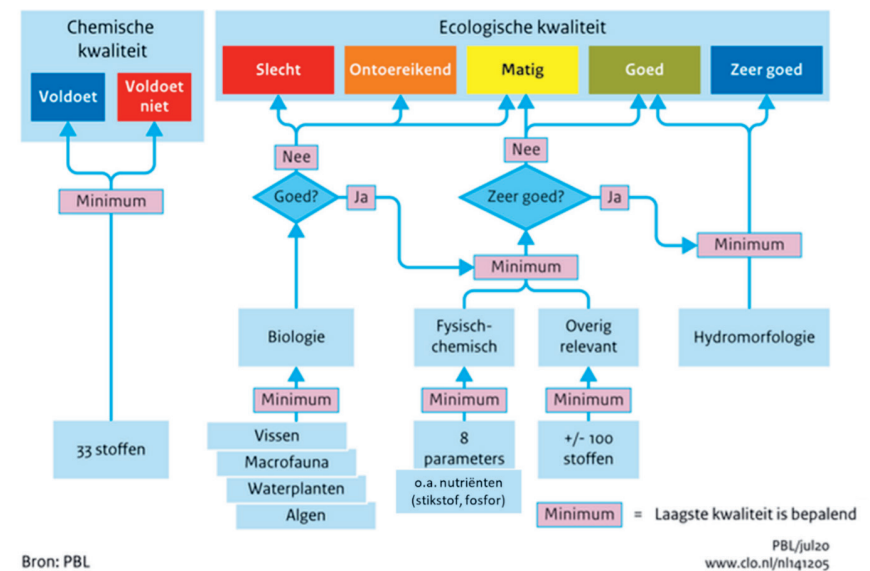 Chemische
kwaliteit
Voldoet
Voldoet
niet
Minimum
33 stoffen
Ecologische kwaliteit
Slecht
Ontoereikend
Matig
Goed
Zeer goed
Nee
Nee
Goed?
Ja
Zeer goed?
Ja
Minimum
Minimum
Biologie
Fysisch-
chemisch
Overig
relevant
Hydromorfologie
Minimum
Minimum
Minimum
Vissen
Macrofauna
Waterplanten
Algen
8
parameters
o.a. nutriënten
(stikstof, fosfor)
+/- 100
stoffen
Minimum = Laagste kwaliteit is bepalend
Bron: PBL
PBL/jul20
www.clo.nl/nl141205